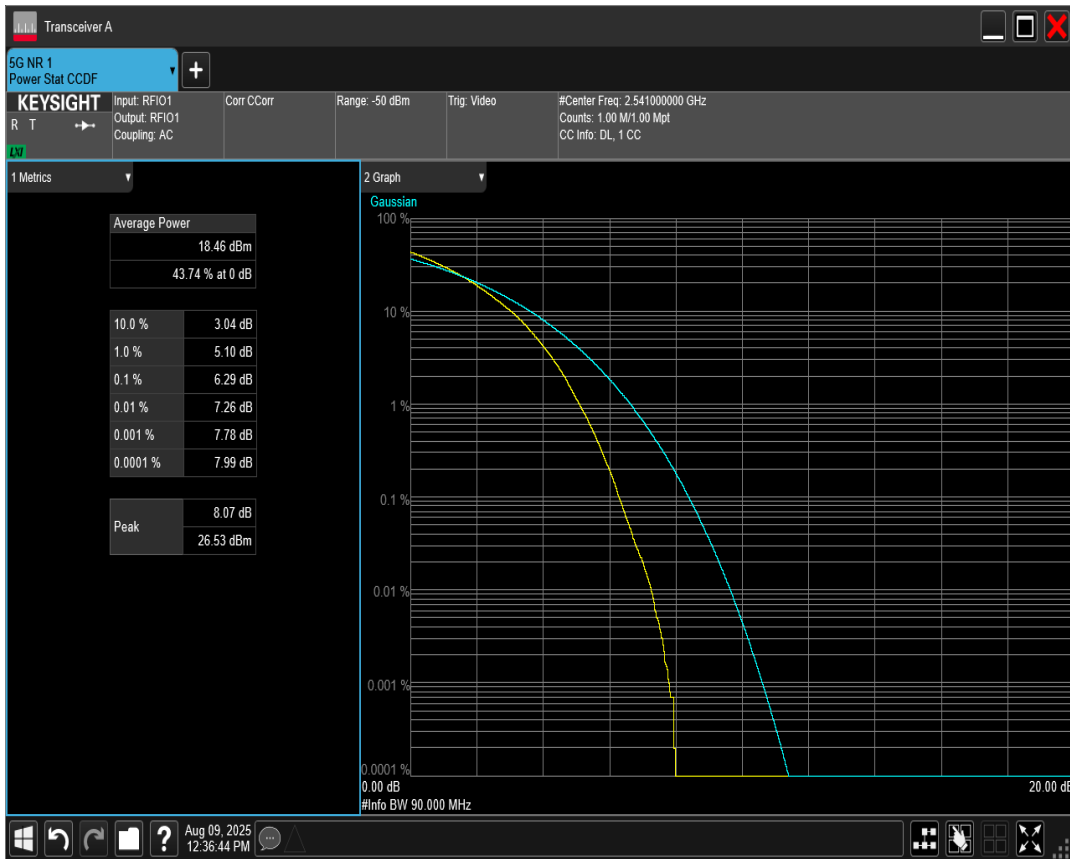 Transceiver A
5G NR 1
Power Stat CCDF
KEYSIGHT
R T
LXI
Input: RFIO1
Output: RFIO1
Coupling: AC
Corr CCorr
Range: -50 dBm
Trig: Video
#Center Freq: 2.541000000 GHz
Counts: 1.00 M/1.00 Mpt
CC Info: DL, 1 CC
1 Metrics
Average Power
18.46 dBm
43.74 % at 0 dB
10.0 % 3.04 dB
1.0 % 5.10 dB
0.1 % 6.29 dB
0.01 % 7.26 dB
0.001 % 7.78 dB
0.0001 % 7.99 dB
Peak 8.07 dB
26.53 dBm
2 Graph
Gaussian
100 %
10 %
1 %
0.1 %
0.01 %
0.001 %
0.0001 %
0.00 dB 20.00 dB
#Info BW 90.000 MHz
?
Aug 09, 2025
12:36:44 PM